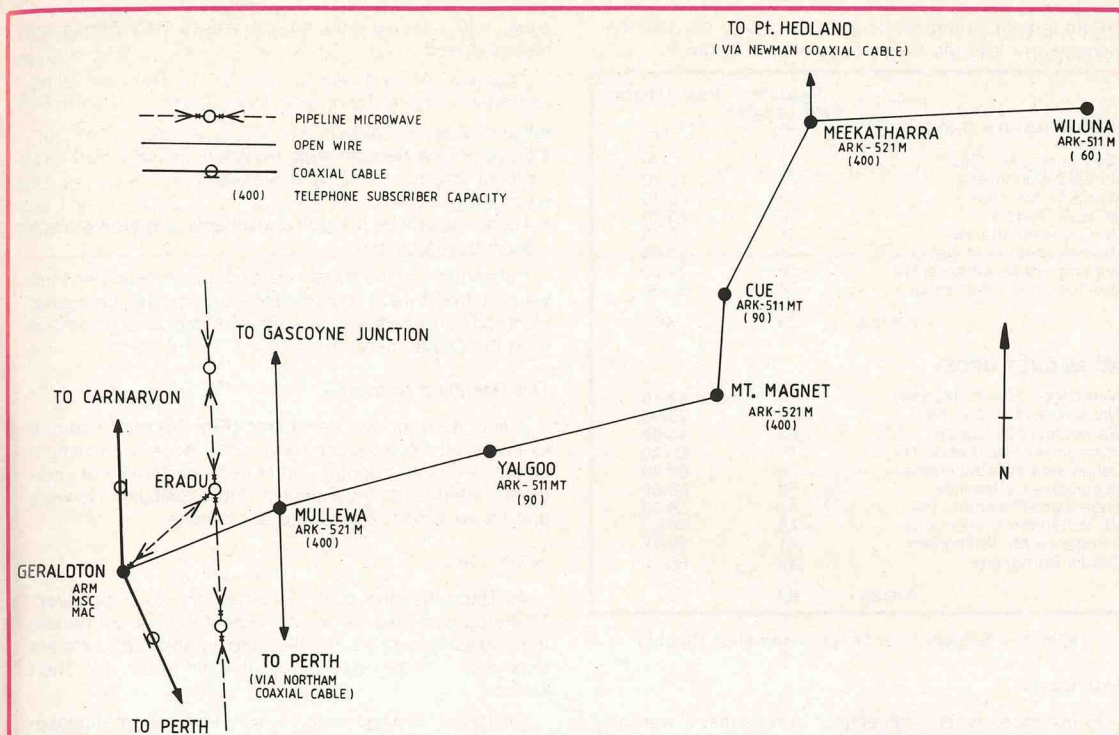 TO Pt. HEDLAND
(VIA NEWMAN COAXIAL CABLE)
PIPELINE MICROWAVE
OPEN WIRE
COAXIAL CABLE
(400) TELEPHONE SUBSCRIBER CAPACITY
MEEKATHARRA
ARK-521 M
(400)
WILUNA
ARK-511 M
(60)
CUE
ARK-511 MT
(90)
TO GASCOYNE JUNCTION
TO CARNARVON
MT. MAGNET
ARK-521 M
(400)
N
ERADU
YALGOO
ARK-511 MT
(90)
MULLEWA
ARK-521 M
(400)
GERALDTON
ARM
MSC
MAC
TO PERTH
(VIA NORTHAM
COAXIAL CABLE)
TO PERTH